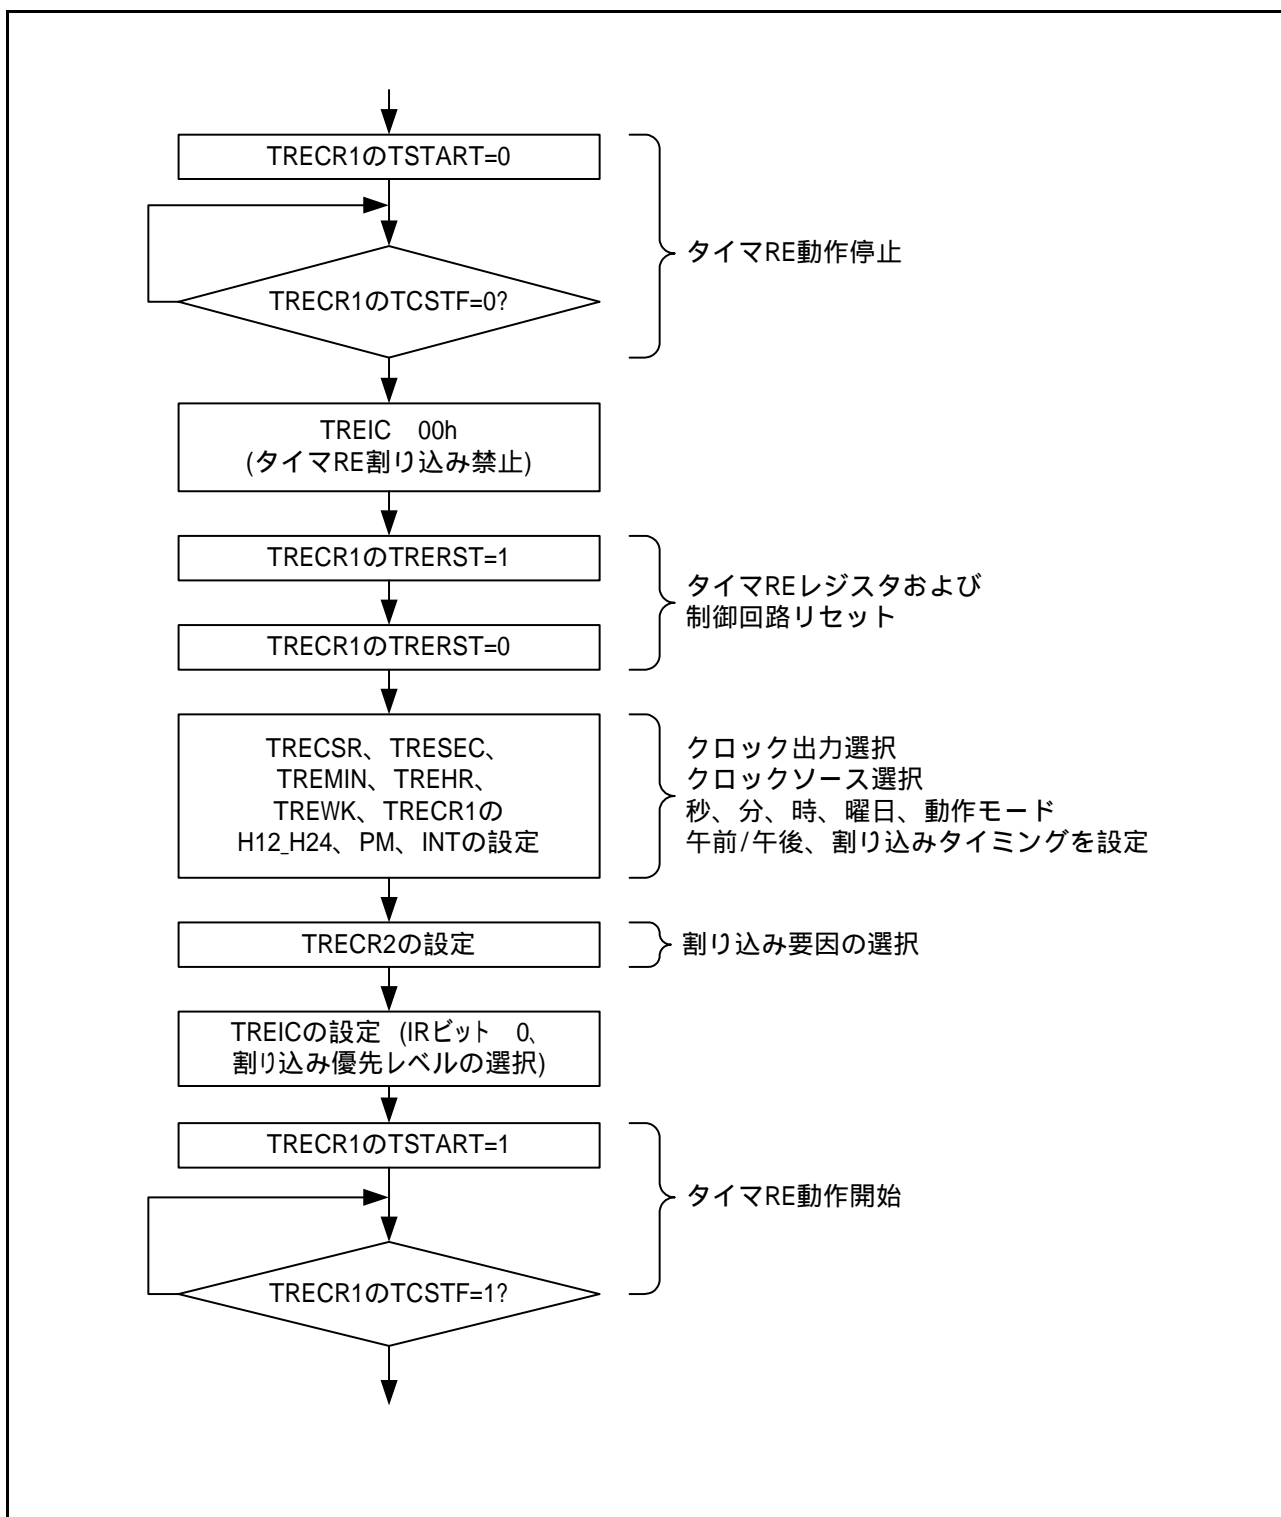 TRECR1のTSTART=0
タイマRE動作停止
TRECR1のTCSTF=0?
TREIC 00h
(タイマRE割り込み禁止)
TRECR1のTRERST=1
タイマREレジスタおよび
制御回路リセット
TRECR1のTRERST=0
TRECSR、TRESEC、
TREMIN、TREHR、
TREWK、TRECR1の
H12_H24、PM、INTの設定
クロック出力選択
クロックソース選択
秒、分、時、曜日、動作モード
午前/午後、割り込みタイミングを設定
TRECR2の設定
割り込み要因の選択
TREICの設定 (IRビット 0、
割り込み優先レベルの選択)
TRECR1のTSTART=1
タイマRE動作開始
TRECR1のTCSTF=1?